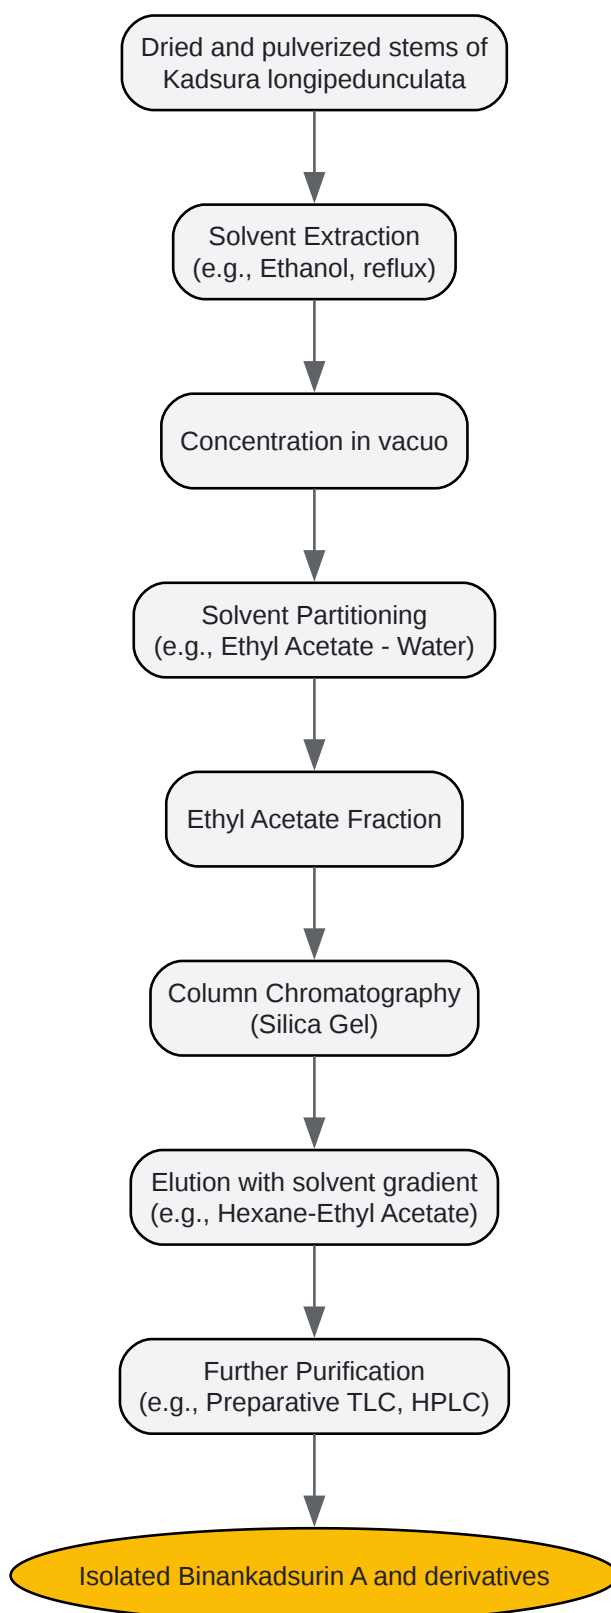 Dried and pulverized stems of
Kadsura longipedunculata
Solvent Extraction
(e.g., Ethanol, reflux)
Concentration in vacuo
Solvent Partitioning
(e.g., Ethyl Acetate - Water)
Ethyl Acetate Fraction
Column Chromatography
(Silica Gel)
Elution with solvent gradient
(e.g., Hexane-Ethyl Acetate)
Further Purification
(e.g., Preparative TLC, HPLC)
Isolated Binankadsurin A and derivatives